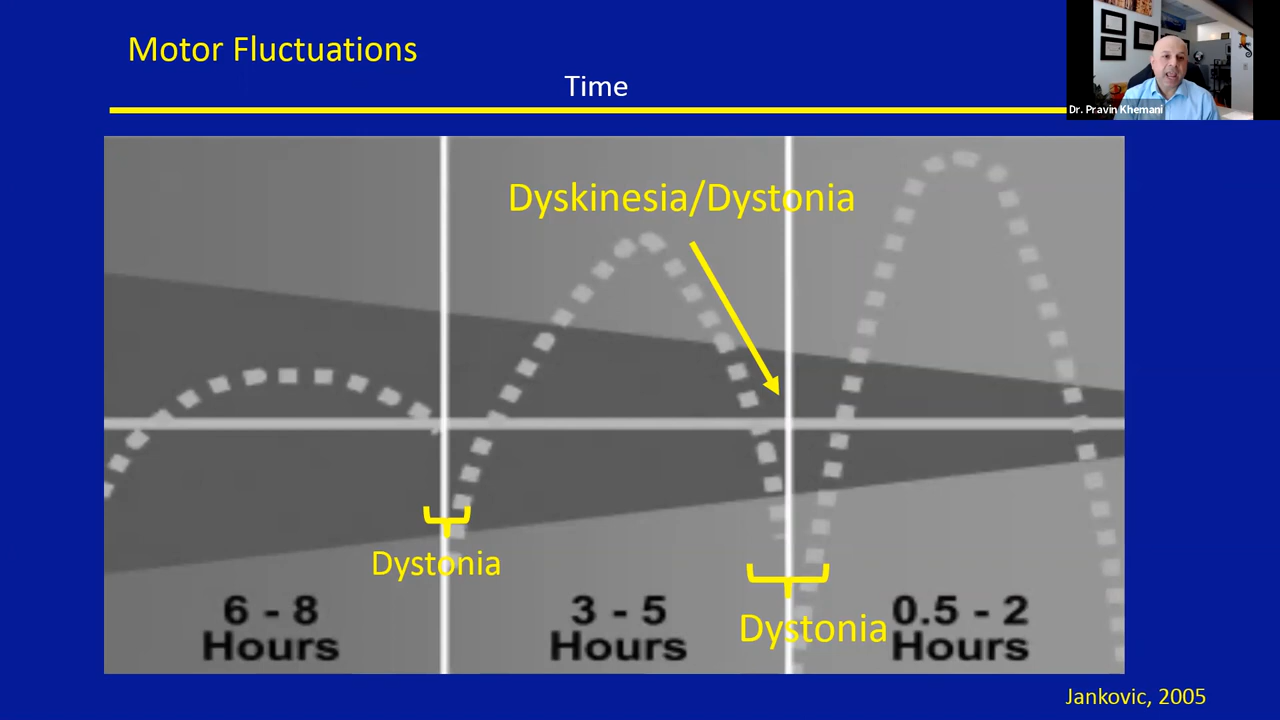 Motor Fluctuations
Time
Dr. Pravin Khemani
Dyskinesia/Dystonia
Dystonia
Dystonia
6 - 8
Hours
3 - 5
Hours
0.5 - 2
Hours
Jankovic, 2005